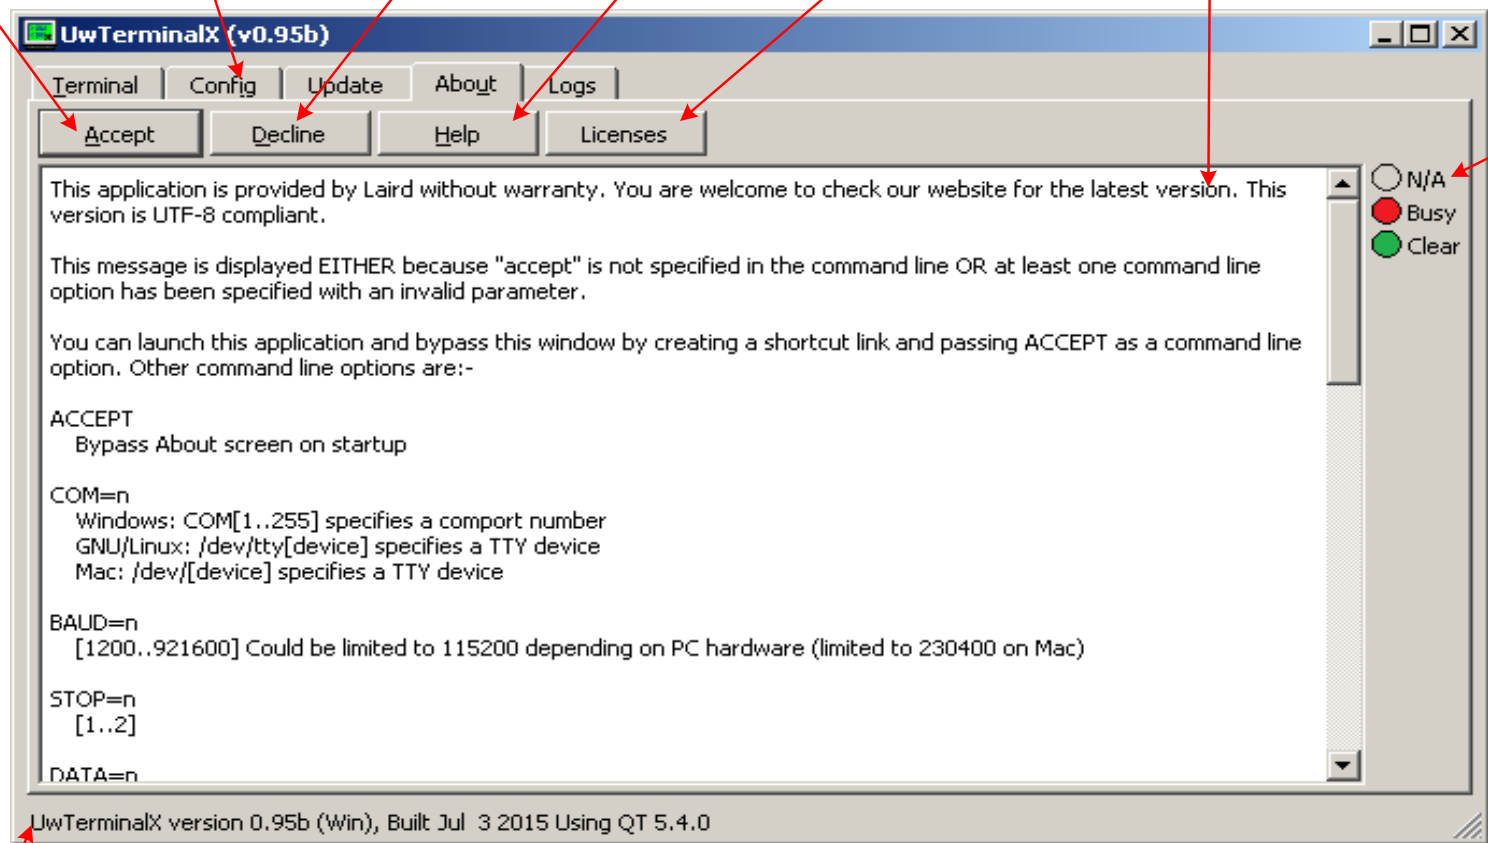 UwTerminalX (v0.95b)
Terminal Config Update About Logs
Accept Decline Help Licenses
This application is provided by Laird without warranty. You are welcome to check our website for the latest version. This
version is UTF-8 compliant.
This message is displayed EITHER because "accept" is not specified in the command line OR at least one command line
option has been specified with an invalid parameter.
You can launch this application and bypass this window by creating a shortcut link and passing ACCEPT as a command line
option. Other command line options are:-
ACCEPT
Bypass About screen on startup
COM=n
Windows: COM[1..255] specifies a comport number
GNU/Linux: /dev/tty[device] specifies a TTY device
Mac: /dev/[device] specifies a TTY device
BAUD=n
[1200..921600] Could be limited to 115200 depending on PC hardware (limited to 230400 on Mac)
STOP=n
[1..2]
DATA=n
N/A
Busy
Clear
UwTerminalX version 0.95b (Win), Built Jul  3 2015 Using QT 5.4.0